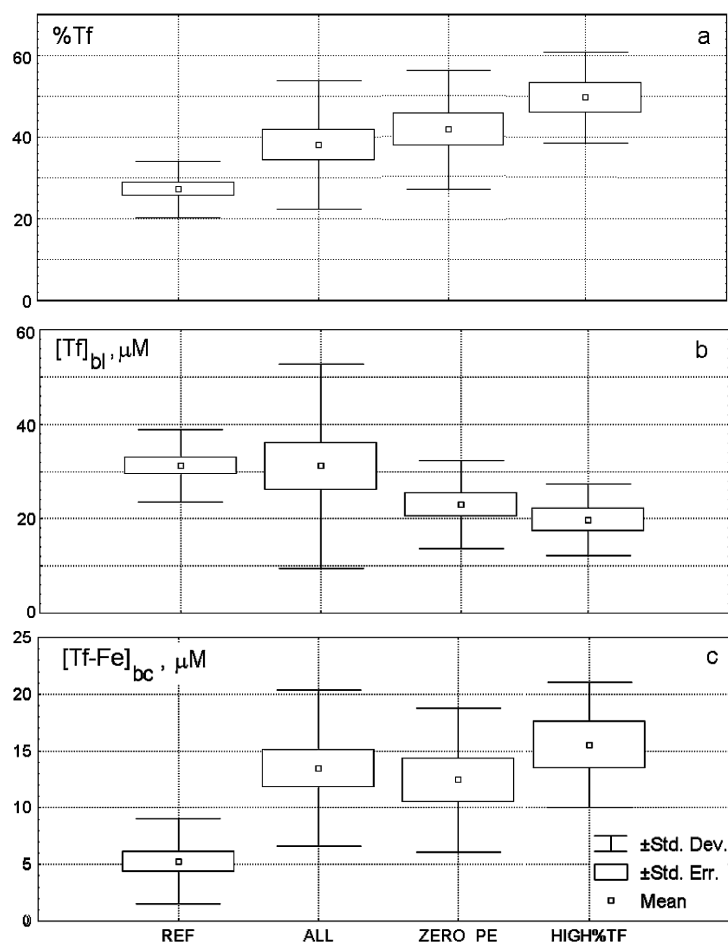 %Tf
a
60
40
20
0
[Tf]bl, μM
b
60
40
20
0
[Tf-Fe]bc, μM
c
25
20
15
10
5
0
±Std. Dev.
±Std. Err.
Mean
REF ALL ZERO PE HIGH%TF